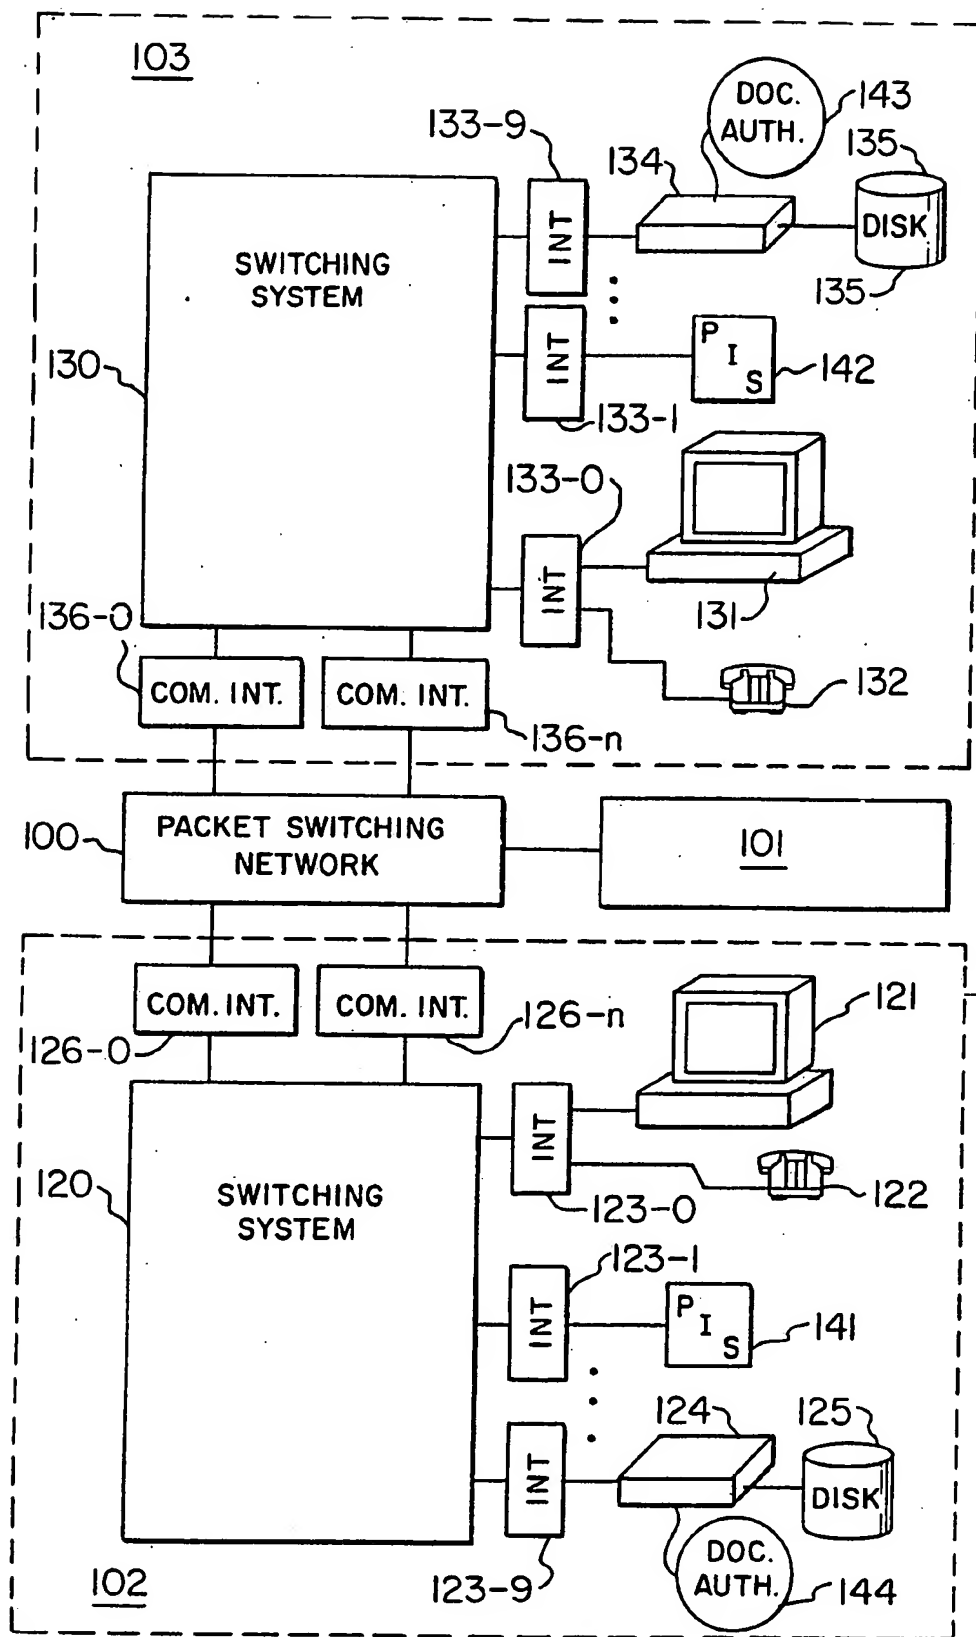 103
DOC.
AUTH.
143
133-9
134
135
INT
DISK
135
SWITCHING
SYSTEM
130
INT
P
I
S
142
133-1
133-0
INT
131
136-0
COM. INT.
COM. INT.
132
136-n
100
PACKET SWITCHING
NETWORK
101
COM. INT.
COM. INT.
121
126-0
126-n
INT
120
SWITCHING
SYSTEM
122
123-0
123-1
INT
P
I
S
141
124
125
INT
DISK
123-9
DOC.
AUTH.
144
102